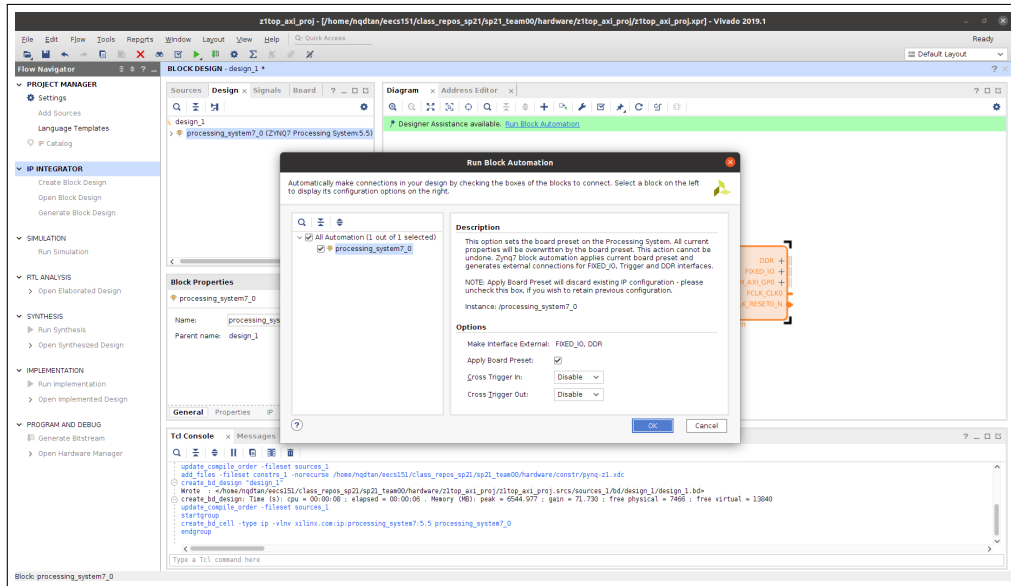 z1top_axi_proj - [/home/nqdtan/eecs151/class_repos_sp21/sp21_team00/hardware/z1top_axi_proj/z1top_axi_proj.xpr] - Vivado 2019.1
File Edit Flow Tools Reports Window Layout View Help Q- Quick Access
Ready
Default Layout
Flow Navigator
PROJECT MANAGER
Settings
Add Sources
Language Templates
IP Catalog
IP INTEGRATOR
Create Block Design
Open Block Design
Generate Block Design
SIMULATION
Run Simulation
RTL ANALYSIS
Open Elaborated Design
SYNTHESIS
Run Synthesis
Open Synthesized Design
IMPLEMENTATION
Run Implementation
Open Implemented Design
PROGRAM AND DEBUG
Generate Bitstream
Open Hardware Manager
BLOCK DESIGN - design_1 *
Sources Design Signals Board
design_1
processing_system7_0 (ZYNQ7 Processing System:5.5)
Block Properties
processing_system7_0
Name: processing_sys
Parent name: design_1
General Properties IP
Diagram Address Editor
Designer Assistance available. Run Block Automation
DDR
FIXED_IO
_AXI_GP0
FCLK_CLK0
K_RESET0_N
Run Block Automation
Automatically make connections in your design by checking the boxes of the blocks to connect. Select a block on the left
to display its configuration options on the right.
All Automation (1 out of 1 selected)
processing_system7_0
Description
This option sets the board preset on the Processing System. All current
properties will be overwritten by the board preset. This action cannot be
undone. Zynq7 block automation applies current board preset and
generates external connections for FIXED_IO, Trigger and DDR interfaces.
NOTE: Apply Board Preset will discard existing IP configuration - please
uncheck this box, if you wish to retain previous configuration.
Instance: /processing_system7_0
Options
Make Interface External: FIXED_IO, DDR
Apply Board Preset:
Cross Trigger In: Disable
Cross Trigger Out: Disable
OK Cancel
Tcl Console Messages
update_compile_order -fileset sources_1
add_files -fileset constrs_1 -norecurse /home/nqdtan/eecs151/class_repos_sp21/sp21_team00/hardware/constr/pynq-z1.xdc
create_bd_design "design_1"
Wrote : </home/nqdtan/eecs151/class_repos_sp21/sp21_team00/hardware/z1top_axi_proj/z1top_axi_proj.srcs/sources_1/bd/design_1/design_1.bd>
create_bd_design: Time (s): cpu = 00:00:08 ; elapsed = 00:00:06 . Memory (MB): peak = 6544.977 ; gain = 71.730 ; free physical = 7466 ; free virtual = 13840
update_compile_order -fileset sources_1
startgroup
create_bd_cell -type ip -vlnv xilinx.com:ip:processing_system7:5.5 processing_system7_0
endgroup
Type a Tcl command here
Block: processing_system7_0